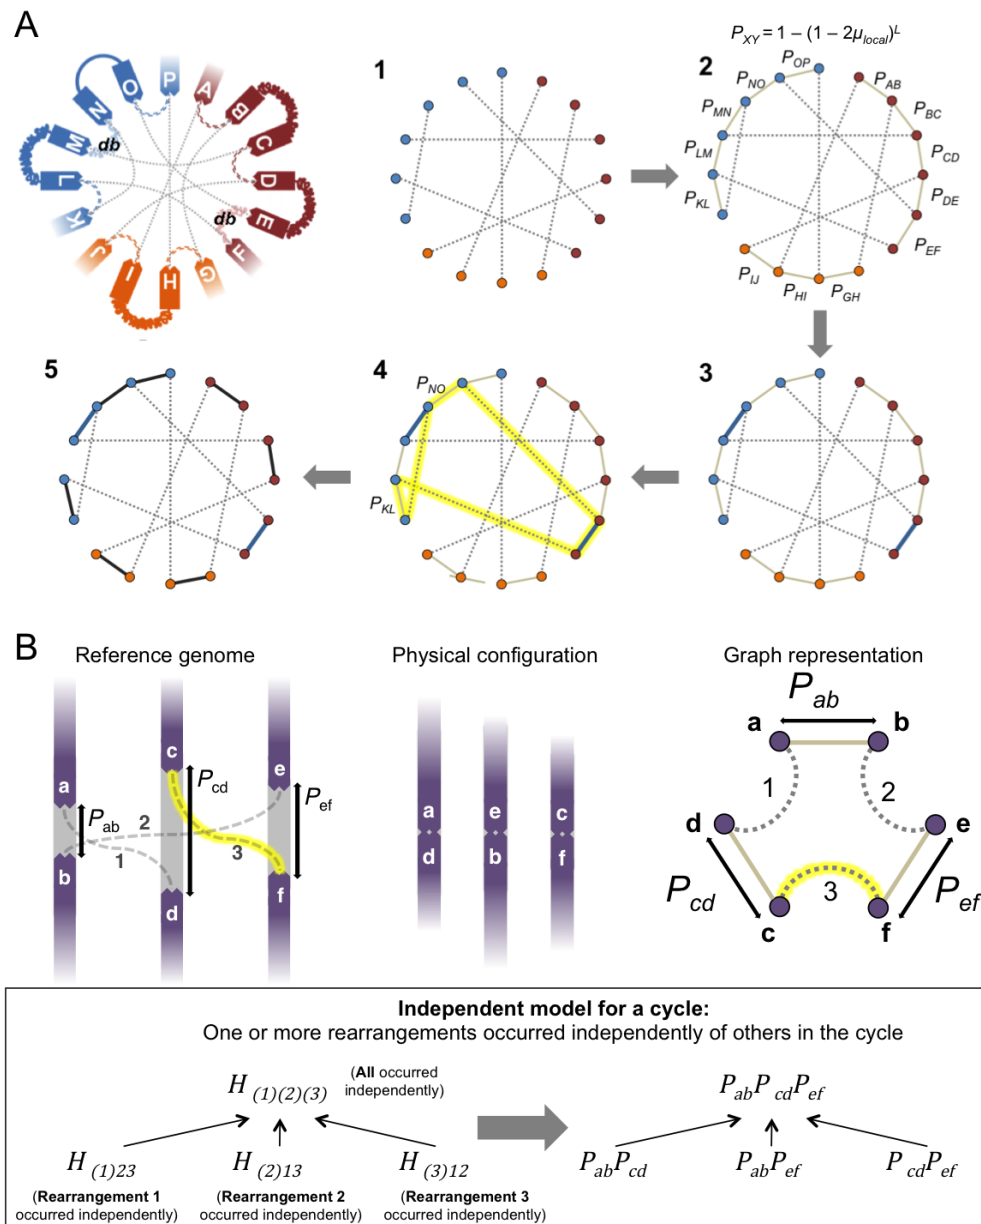 A
P
A
O
B
N
C
M
db
D
L
db
E
K
F
J
G
I
H
1
2
P_XY = 1 – (1 – 2μ_local)^L
P_OP
P_NO
P_AB
P_MN
P_BC
P_LM
P_CD
P_KL
P_DE
P_EF
P_IJ
P_HI
P_GH
5
4
3
P_NO
P_KL
B
Reference genome
Physical configuration
Graph representation
a
b
c
d
e
f
P_ab
P_cd
P_ef
1
2
3
a
d
e
b
c
f
P_ab
a
b
1
2
d
e
P_cd
3
P_ef
c
f
Independent model for a cycle:
One or more rearrangements occurred independently of others in the cycle
H_(1)(2)(3)
(All occurred
independently)
P_ab P_cd P_ef
H_(1)23
H_(2)13
H_(3)12
P_ab P_cd
P_ab P_ef
P_cd P_ef
(Rearrangement 1
occurred independently)
(Rearrangement 2
occurred independently)
(Rearrangement 3
occurred independently)